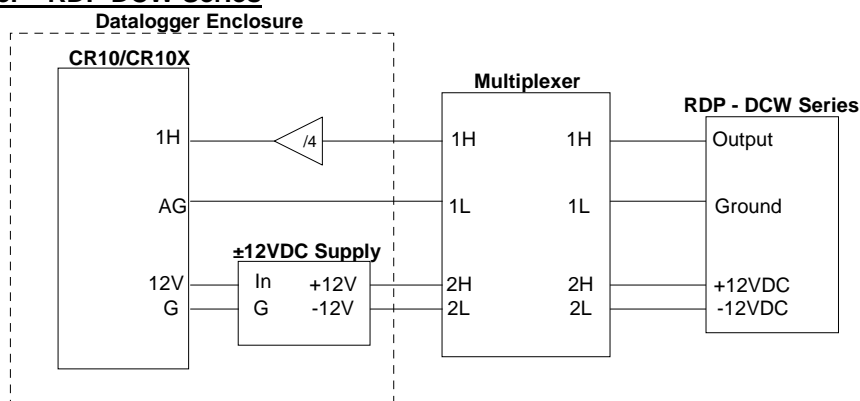 RDP DCW Series
Datalogger Enclosure
CR10/CR10X
Multiplexer
RDP - DCW Series
1H
/4
1H
1H
Output
AG
1L
1L
Ground
±12VDC Supply
12V
In
+12V
2H
2H
+12VDC
G
G
-12V
2L
2L
-12VDC